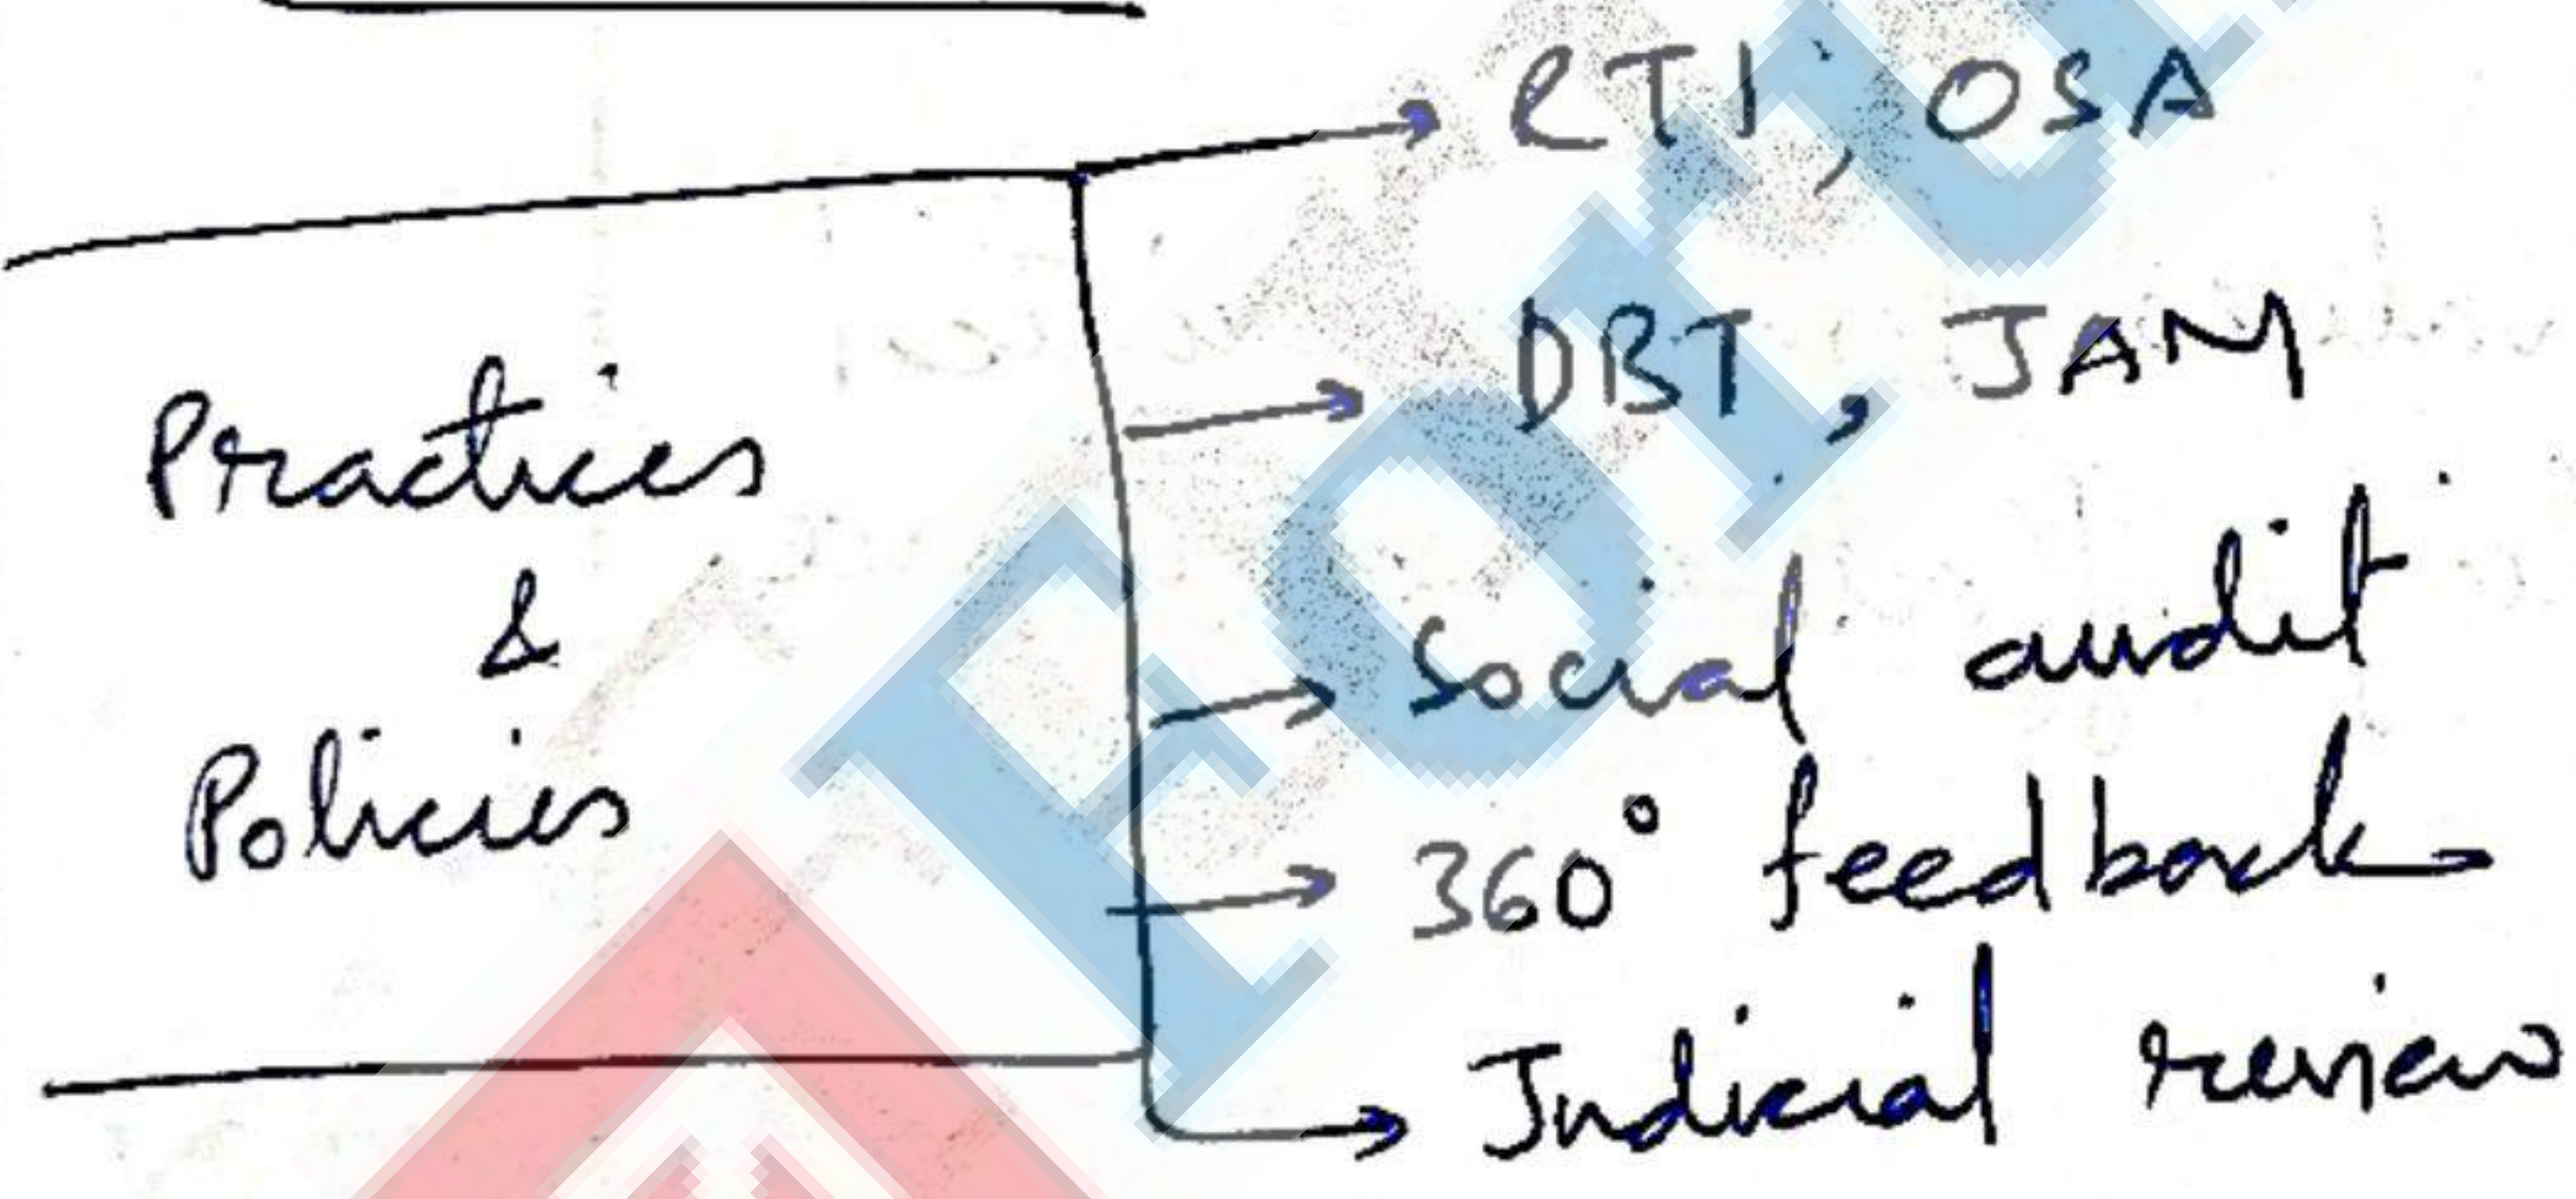 RTI, OSA
DBT, JAM
Practices
&
Policies
Social audit
360° feedback
Judicial review